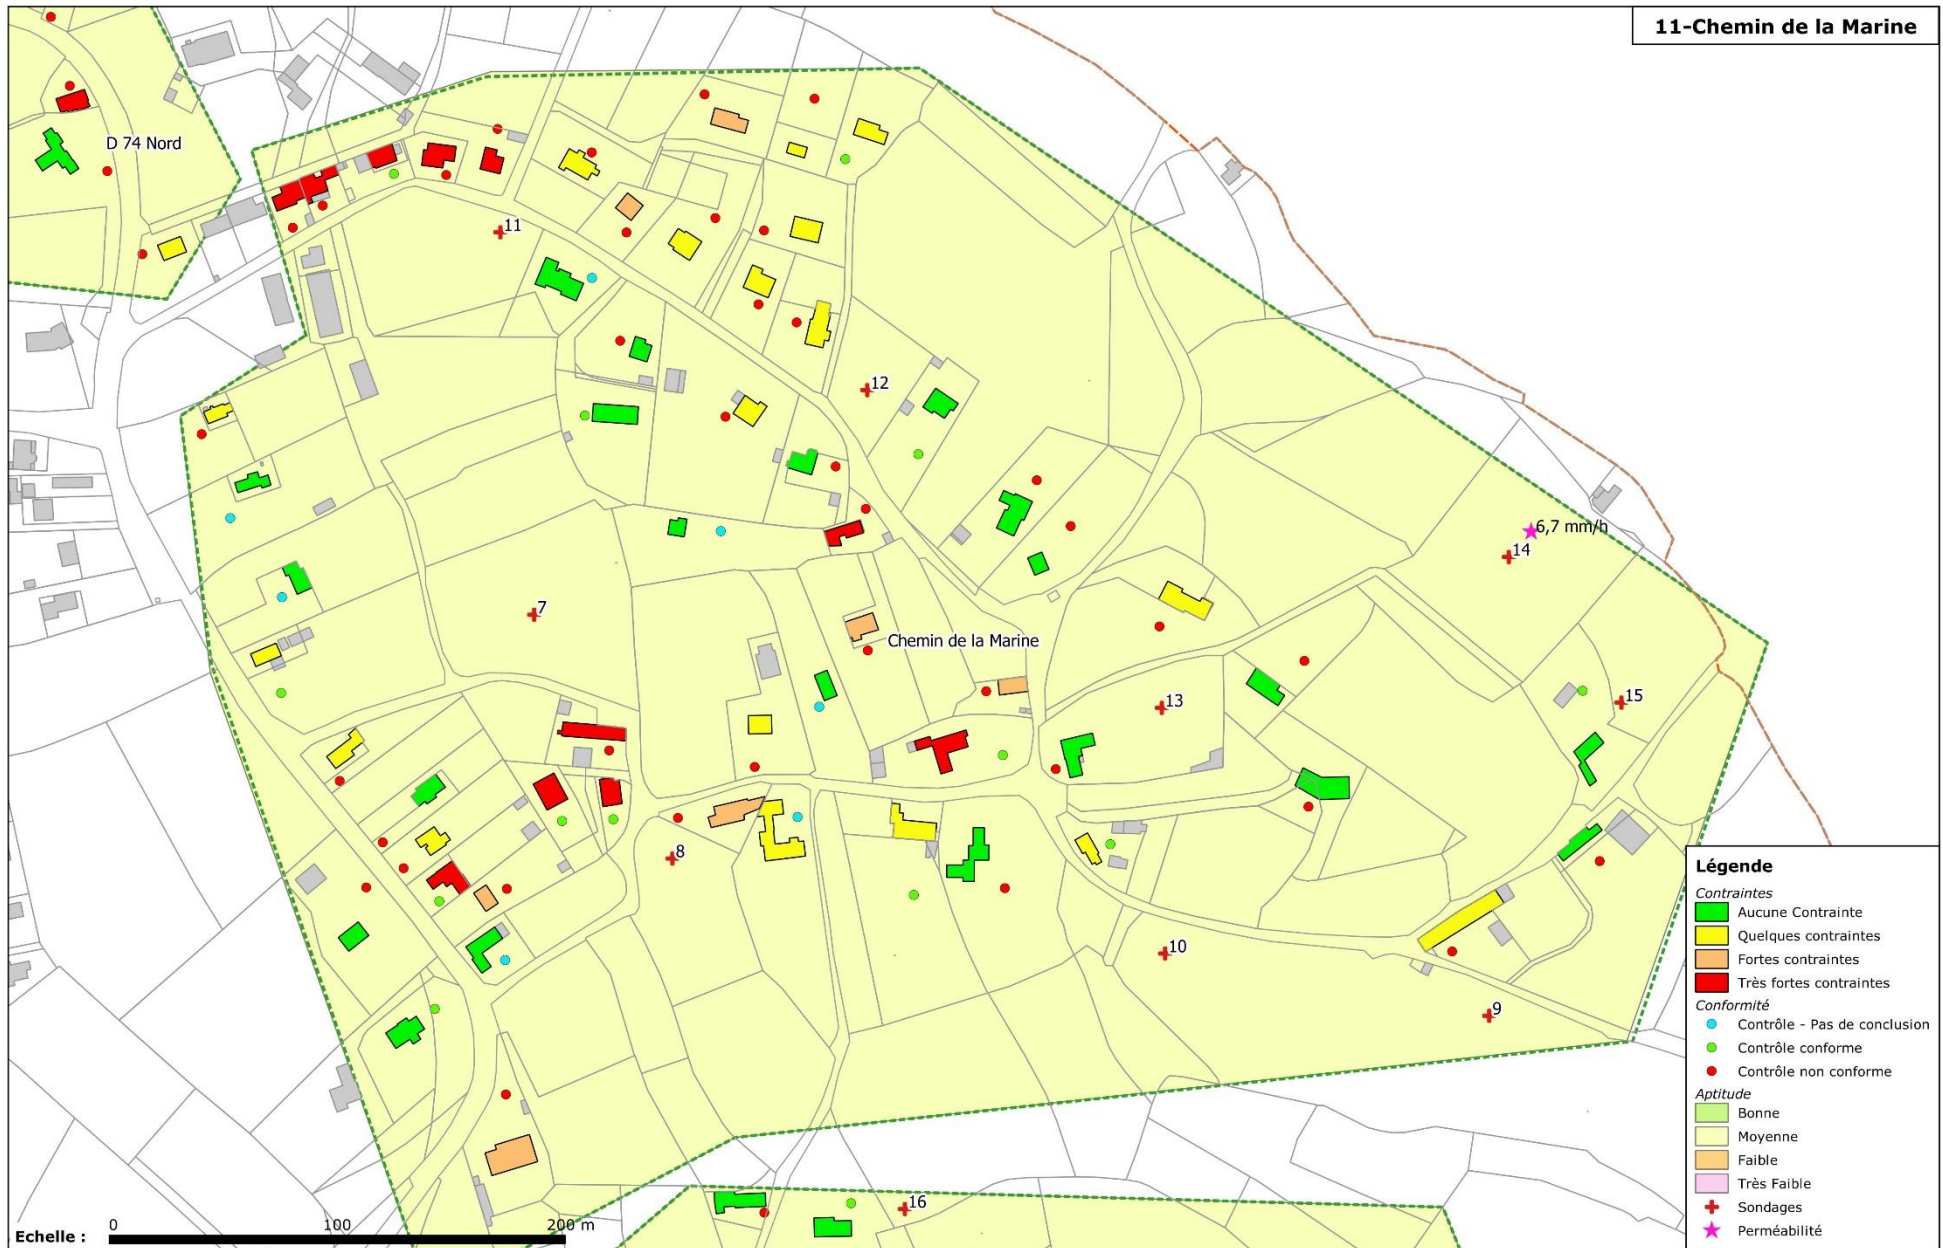 11-Chemin de la Marine
D 74 Nord
11
12
6,7 mm/h
14
7
Chemin de la Marine
13
15
8
10
9
16
Echelle :
0
100
200 m
Légende
Contraintes
Aucune Contrainte
Quelques contraintes
Fortes contraintes
Très fortes contraintes
Conformité
Contrôle - Pas de conclusion
Contrôle conforme
Contrôle non conforme
Aptitude
Bonne
Moyenne
Faible
Très Faible
Sondages
Perméabilité